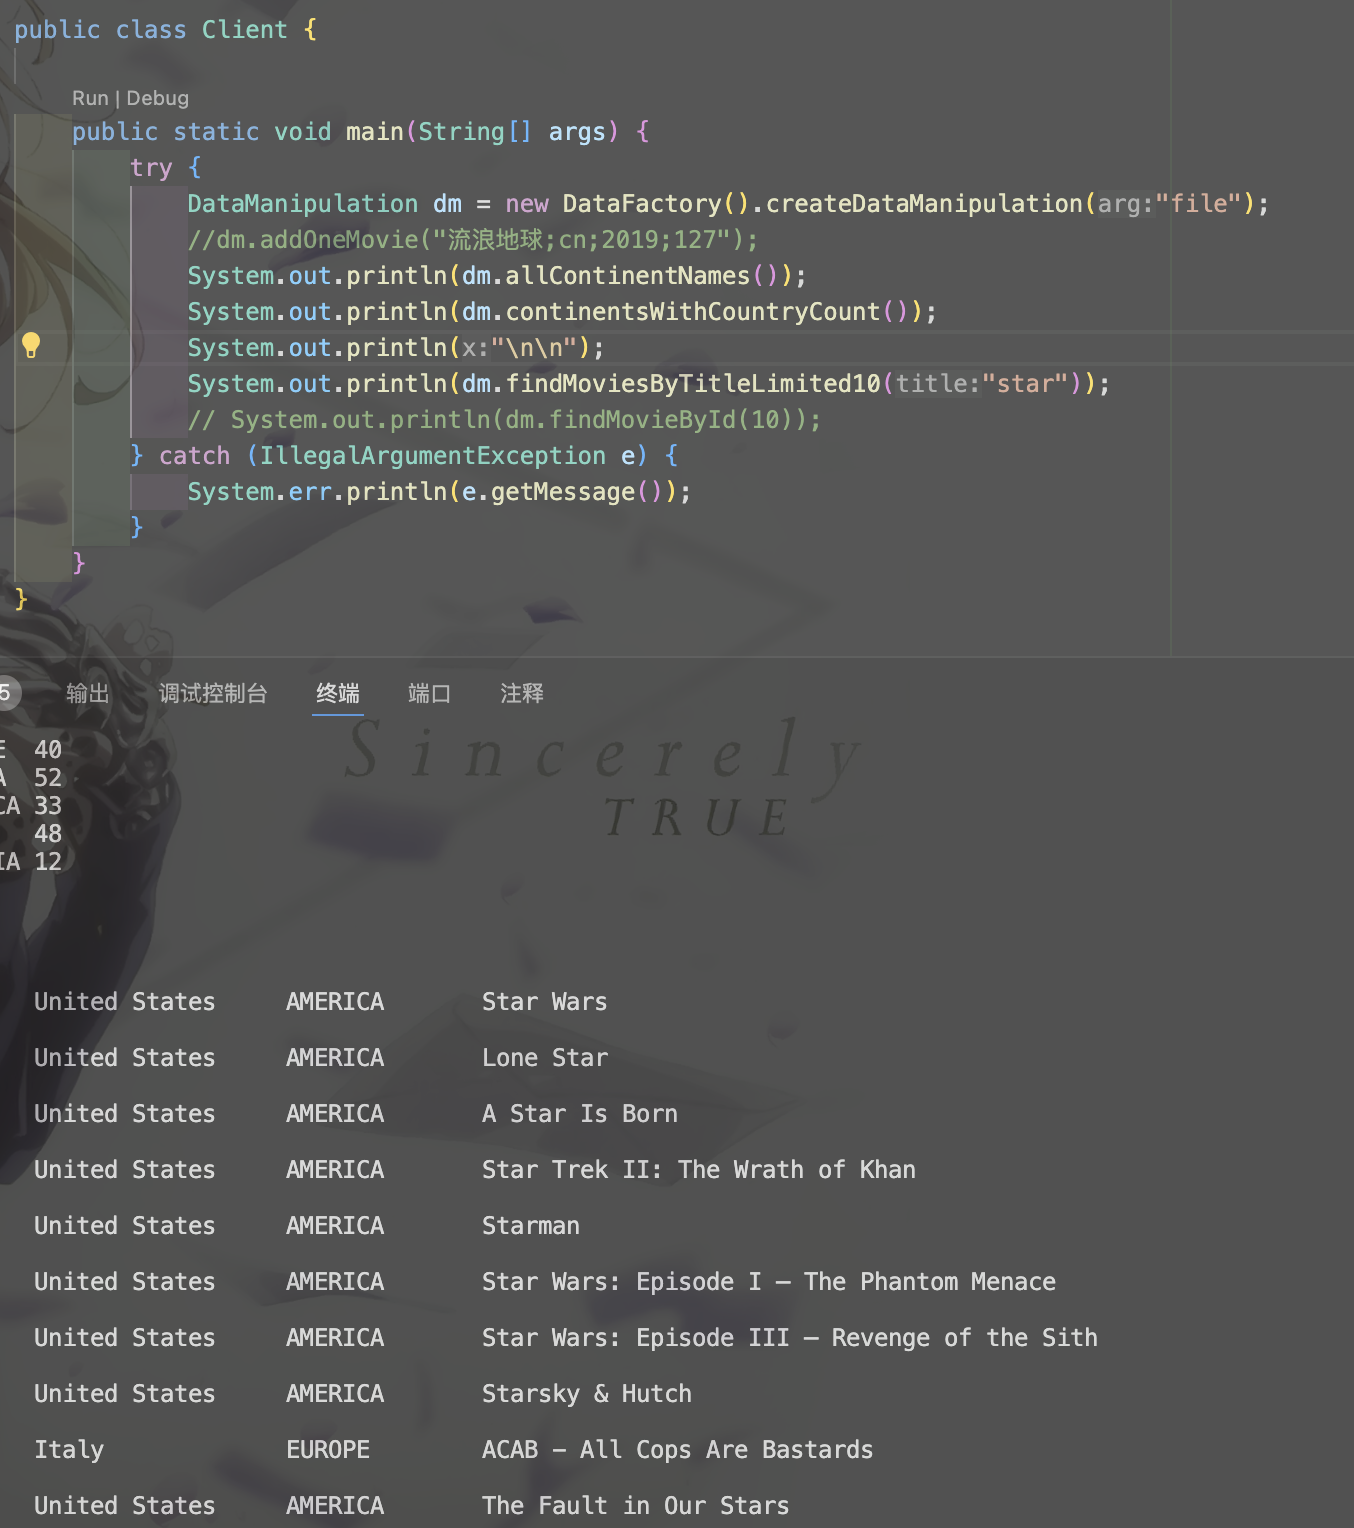 public class Client {
Run | Debug
public static void main(String[] args) {
try {
DataManipulation dm = new DataFactory().createDataManipulation(arg:"file");
//dm.addOneMovie("流浪地球;cn;2019;127");
System.out.println(dm.allContinentNames());
System.out.println(dm.continentsWithCountryCount());
System.out.println(x:"\n\n");
System.out.println(dm.findMoviesByTitleLimited10(title:"star"));
// System.out.println(dm.findMovieById(10));
} catch (IllegalArgumentException e) {
System.err.println(e.getMessage());
}
}
}
5 输出 调试控制台 终端 端口 注释
Sincerely
TRUE
E 40
A 52
CA 33
48
IA 12
United States AMERICA Star Wars
United States AMERICA Lone Star
United States AMERICA A Star Is Born
United States AMERICA Star Trek II: The Wrath of Khan
United States AMERICA Starman
United States AMERICA Star Wars: Episode I – The Phantom Menace
United States AMERICA Star Wars: Episode III – Revenge of the Sith
United States AMERICA Starsky & Hutch
Italy EUROPE ACAB – All Cops Are Bastards
United States AMERICA The Fault in Our Stars